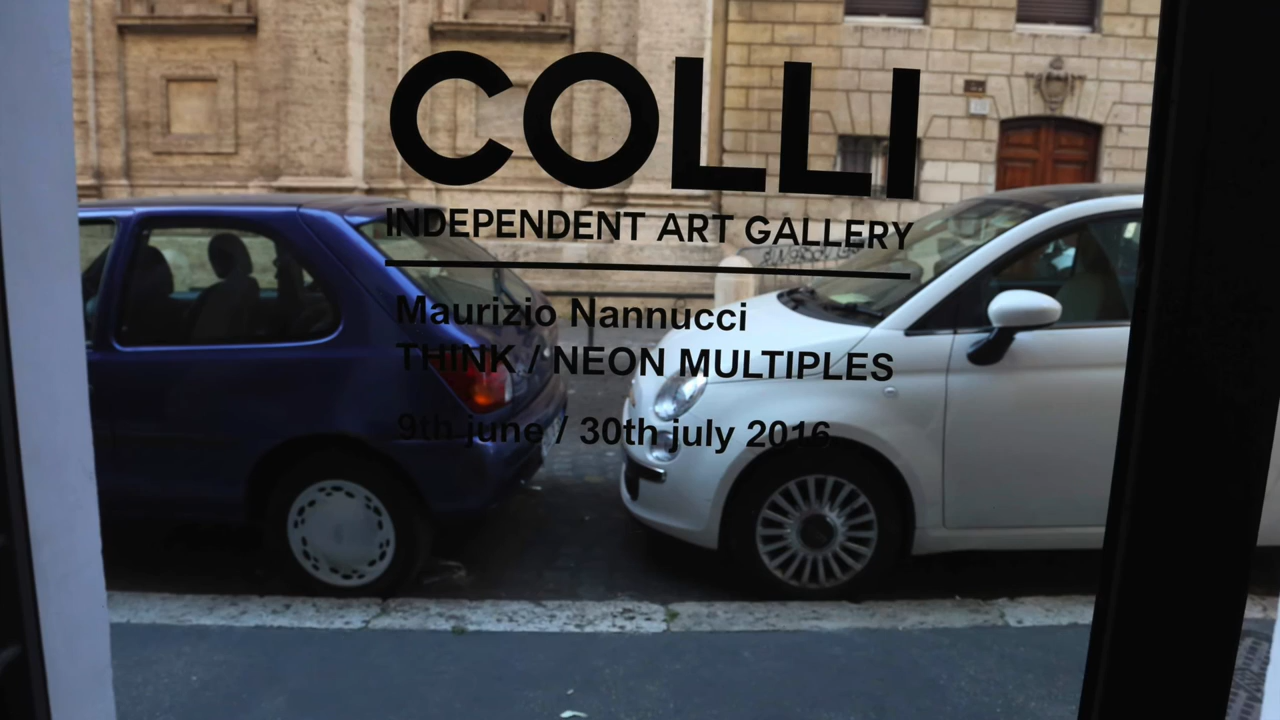 COLLI
INDEPENDENT ART GALLERY
Maurizio Nannucci
THINK / NEON MULTIPLES
9th june / 30th july 2016